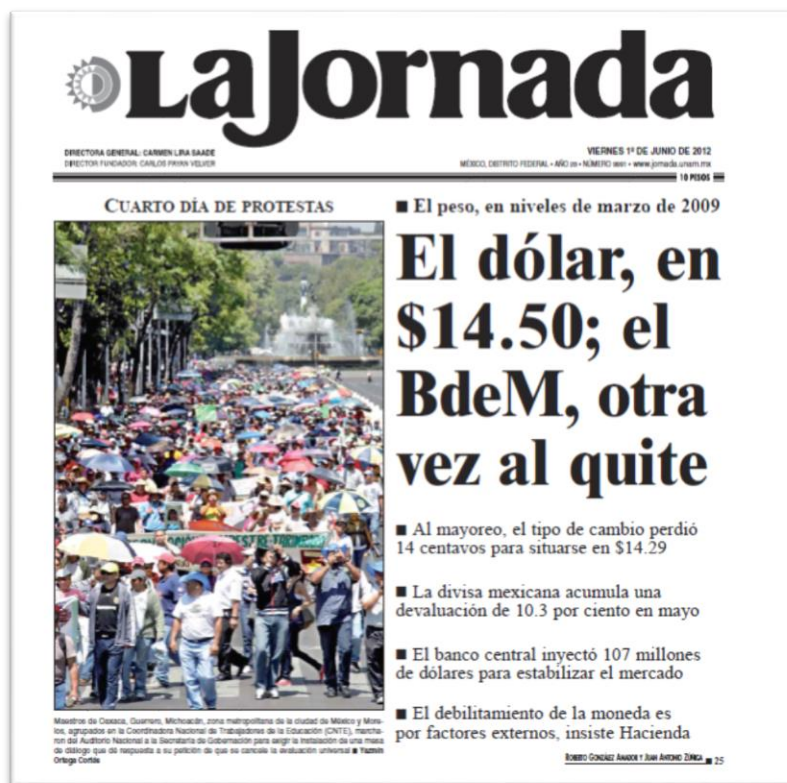 La Jornada
DIRECTORA GENERAL: CARMEN LIRA SAADE
DIRECTOR FUNDADOR: CARLOS PAYAN VELVER
VIERNES 1º DE JUNIO DE 2012
MÉXICO, DISTRITO FEDERAL • AÑO 28 • NÚMERO • www.jornada.unam.mx
10 PESOS
CUARTO DÍA DE PROTESTAS
Maestros de Oaxaca, Guerrero, Michoacán, zona metropolitana de la ciudad de México y More-
los, agrupados en la Coordinadora Nacional de Trabajadores de la Educación (CNTE), marcha-
ron del Auditorio Nacional a la Secretaría de Gobernación para exigir la instalación de una mesa
de diálogo que dé respuesta a su petición de que se cancele la evaluación universal ■ Yazmín
Ortega Cortés
■ El peso, en niveles de marzo de 2009
El dólar, en
$14.50; el
BdeM, otra
vez al quite
■ Al mayoreo, el tipo de cambio perdió
14 centavos para situarse en $14.29
■ La divisa mexicana acumula una
devaluación de 10.3 por ciento en mayo
■ El banco central inyectó 107 millones
de dólares para estabilizar el mercado
■ El debilitamiento de la moneda es
por factores externos, insiste Hacienda
ROBERTO GONZÁLEZ AMADOR Y JUAN ANTONIO ZÚÑIGA ■ 25